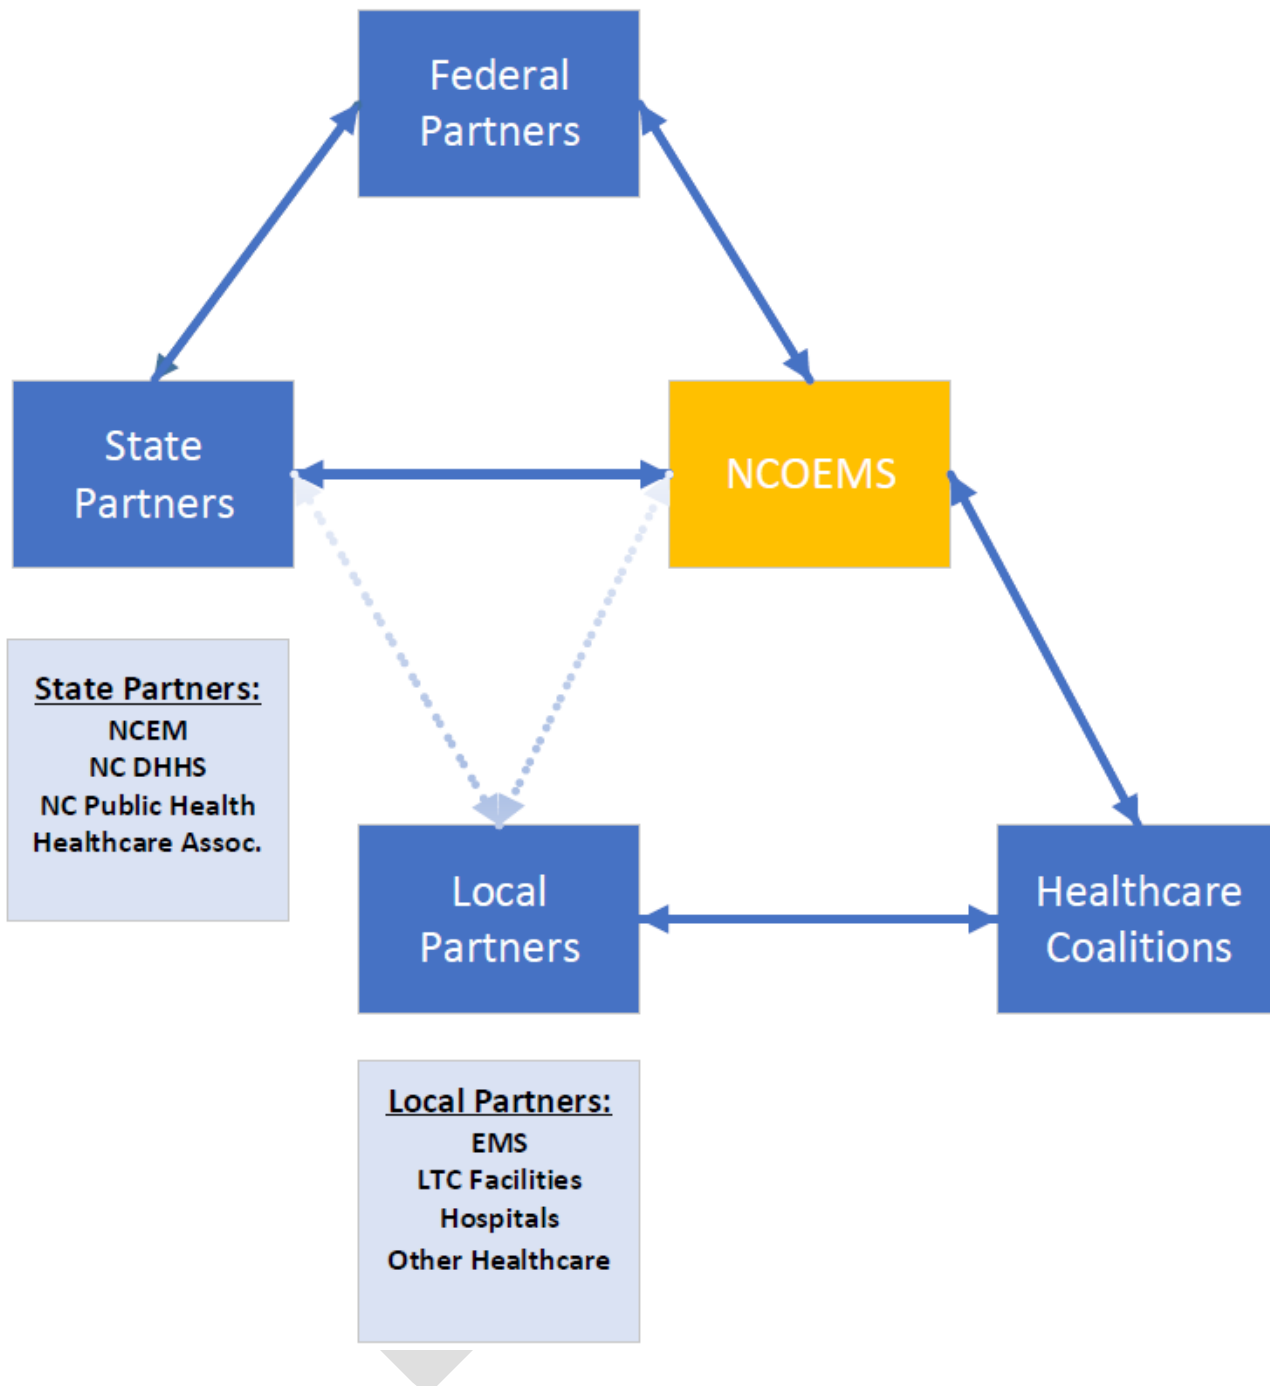 Federal
Partners
State
Partners
NCOEMS
State Partners:
NCEM
NC DHHS
NC Public Health
Healthcare Assoc.
Local
Partners
Healthcare
Coalitions
Local Partners:
EMS
LTC Facilities
Hospitals
Other Healthcare